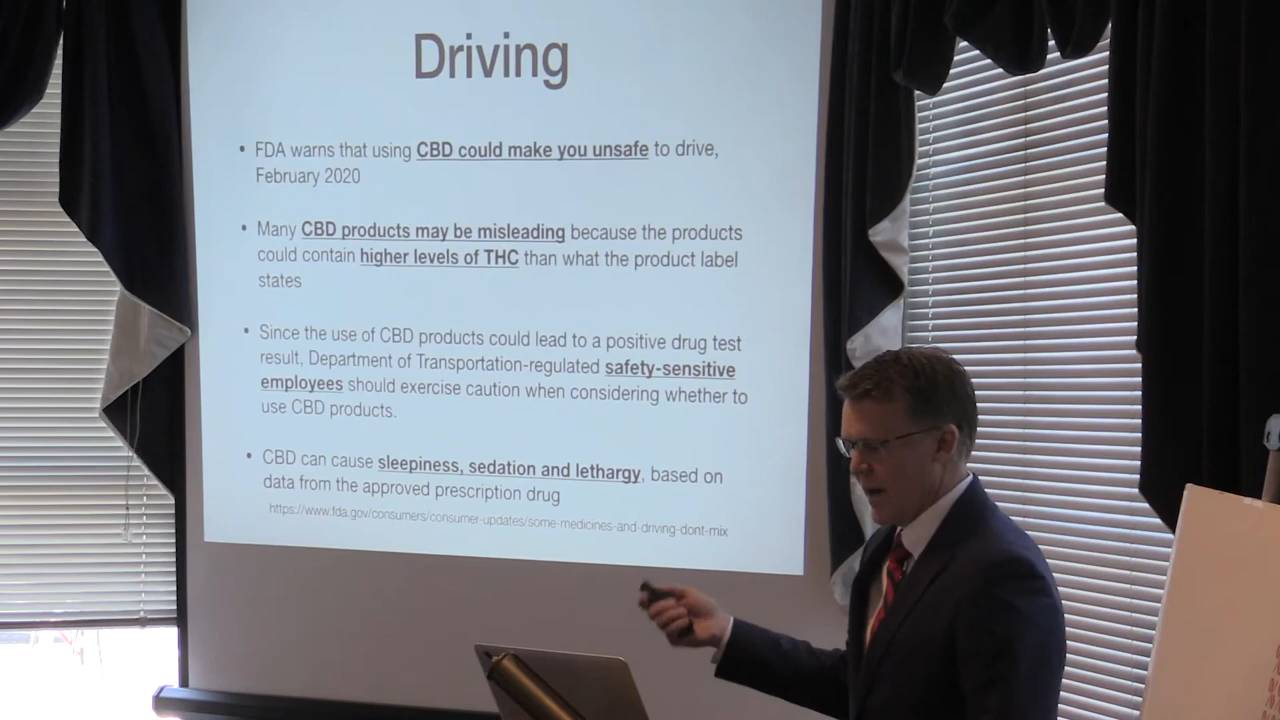 Driving
• FDA warns that using CBD could make you unsafe to drive,
February 2020
• Many CBD products may be misleading because the products
could contain higher levels of THC than what the product label
states
• Since the use of CBD products could lead to a positive drug test
result, Department of Transportation-regulated safety-sensitive
employees should exercise caution when considering whether to
use CBD products.
• CBD can cause sleepiness, sedation and lethargy, based on
data from the approved prescription drug
https://www.fda.gov/consumers/consumer-updates/some-medicines-and-driving-dont-mix